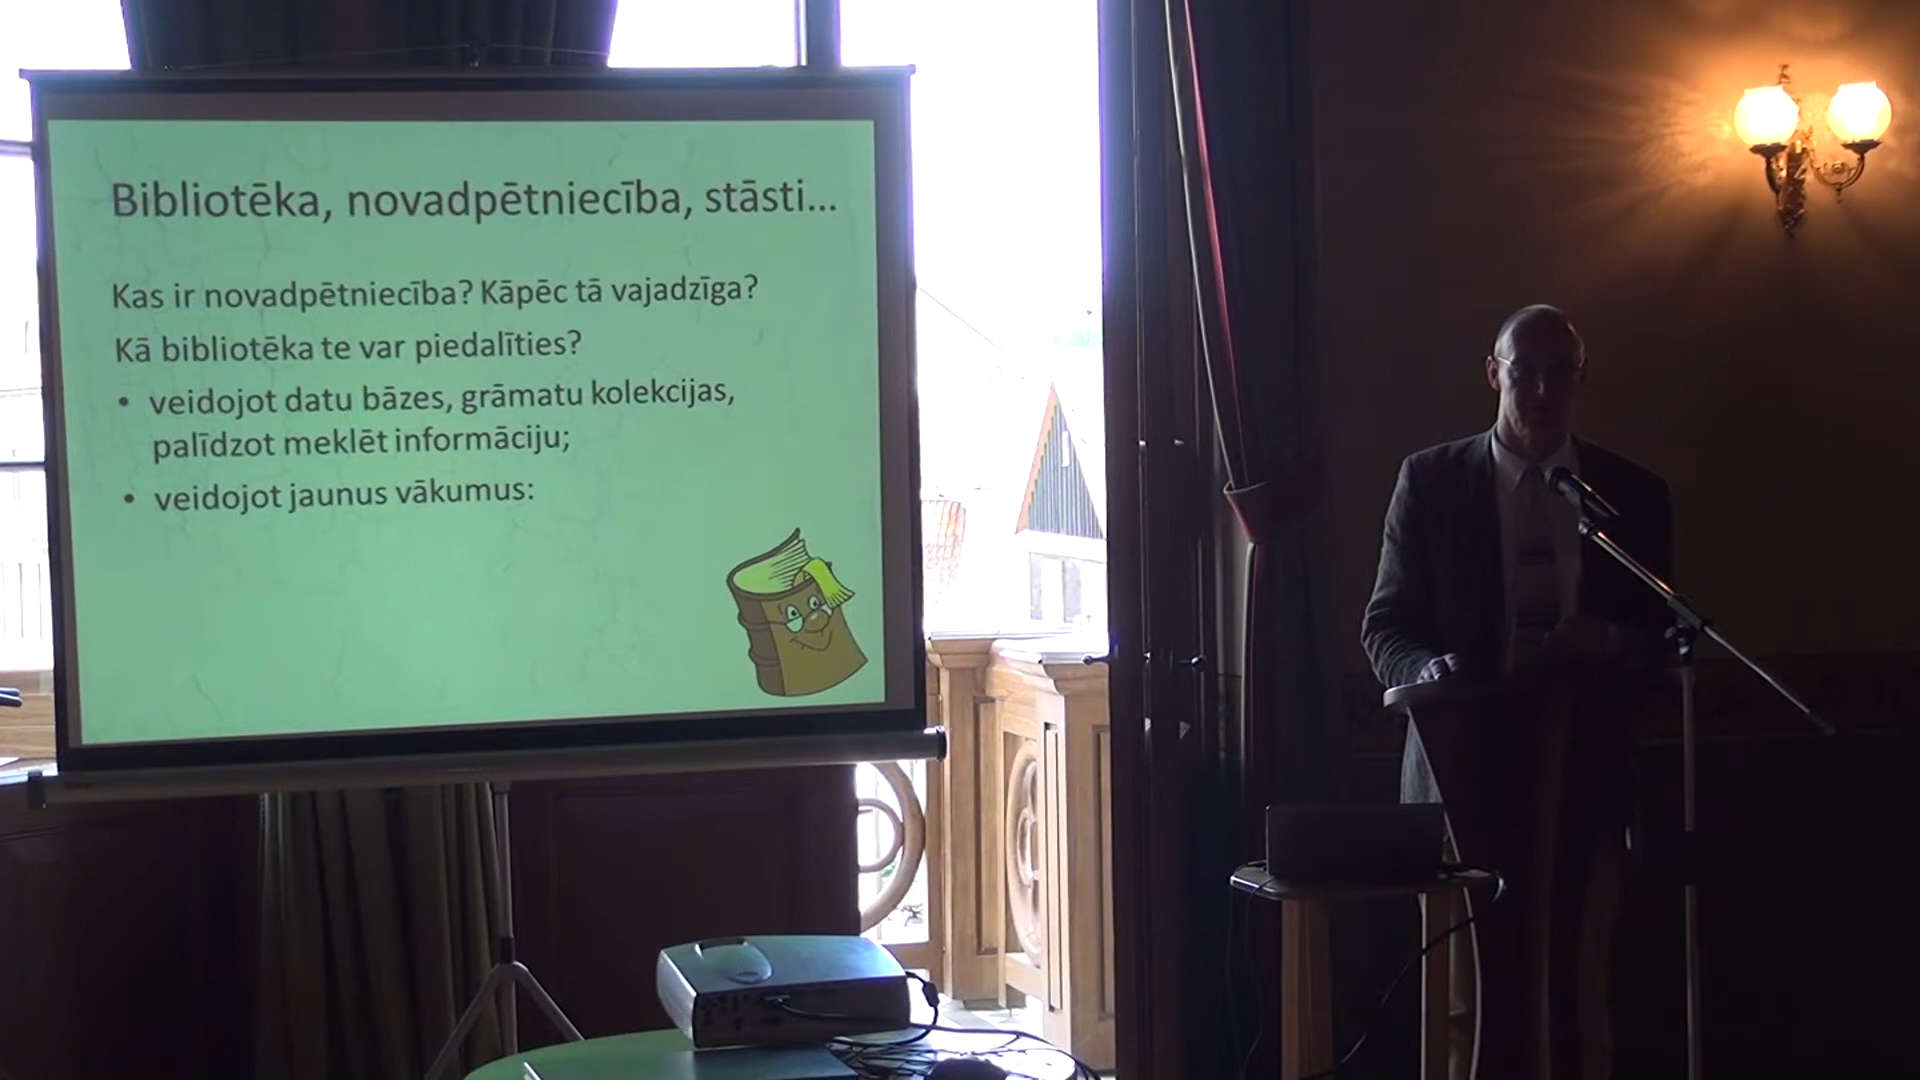 Bibliotēka, novadpētniecība, stāsti...
Kas ir novadpētniecība? Kāpēc tā vajadzīga?
Kā bibliotēka te var piedalīties?
• veidojot datu bāzes, grāmatu kolekcijas,
palīdzot meklēt informāciju;
• veidojot jaunus vākumus: